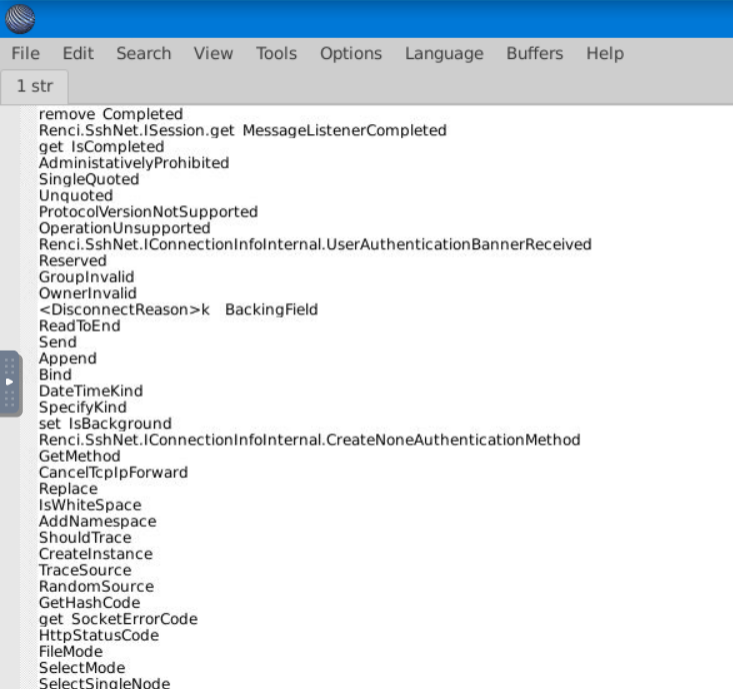 File Edit Search View Tools Options Language Buffers Help
1 str
remove Completed
Renci.SshNet.ISession.get MessageListenerCompleted
get IsCompleted
AdministativelyProhibited
SingleQuoted
Unquoted
ProtocolVersionNotSupported
OperationUnsupported
Renci.SshNet.IConnectionInfoInternal.UserAuthenticationBannerReceived
Reserved
GroupInvalid
OwnerInvalid
<DisconnectReason>k BackingField
ReadToEnd
Send
Append
Bind
DateTimeKind
SpecifyKind
set IsBackground
Renci.SshNet.IConnectionInfoInternal.CreateNoneAuthenticationMethod
GetMethod
CancelTcpIpForward
Replace
IsWhiteSpace
AddNamespace
ShouldTrace
CreateInstance
TraceSource
RandomSource
GetHashCode
get SocketErrorCode
HttpStatusCode
FileMode
SelectMode
SelectSingleNode